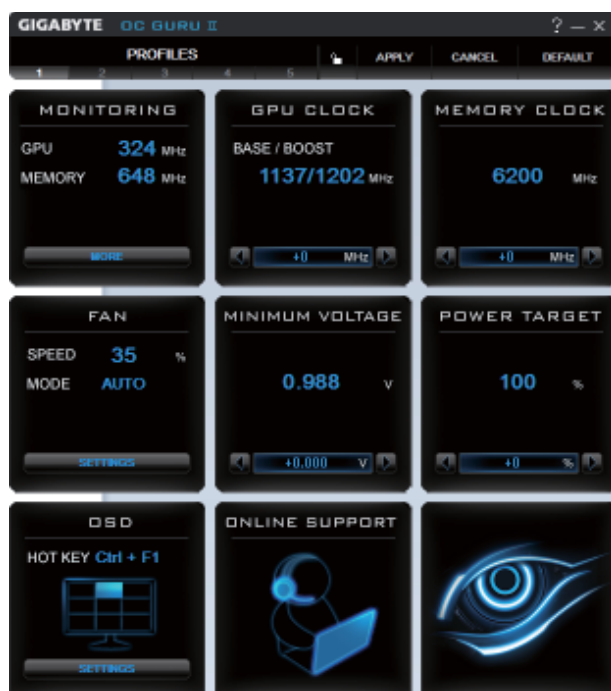 GIGABYTE OC GURU II ? – ×
PROFILES APPLY CANCEL DEFAULT
1 2 3 4 5
MONITORING
GPU 324 MHz
MEMORY 648 MHz
MORE
GPU CLOCK
BASE / BOOST
1137/1202 MHz
+0 MHz
MEMORY CLOCK
6200 MHz
+0 MHz
FAN
SPEED 35 %
MODE AUTO
SETTINGS
MINIMUM VOLTAGE
0.988 V
+0.000 V
POWER TARGET
100 %
+0 %
OSD
HOT KEY Ctrl + F1
SETTINGS
ONLINE SUPPORT